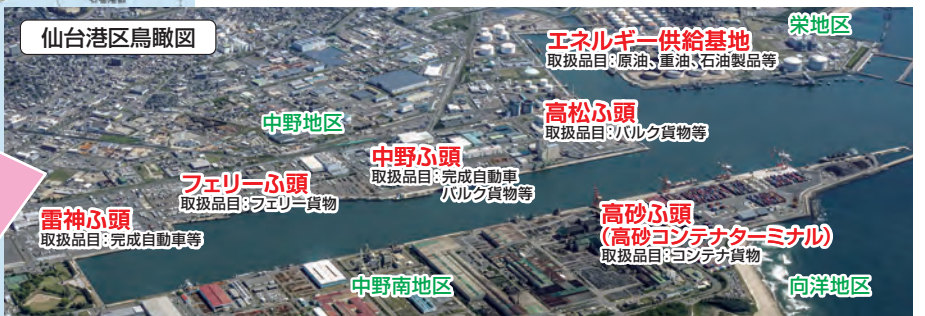 仙台港区鳥瞰図
栄地区
エネルギー供給基地
取扱品目：原油、重油、石油製品等
高松ふ頭
取扱品目：バルク貨物等
中野地区
中野ふ頭
取扱品目：完成自動車
バルク貨物等
フェリーふ頭
取扱品目：フェリー貨物
雷神ふ頭
取扱品目：完成自動車等
高砂ふ頭
（高砂コンテナターミナル）
取扱品目：コンテナ貨物
中野南地区
向洋地区